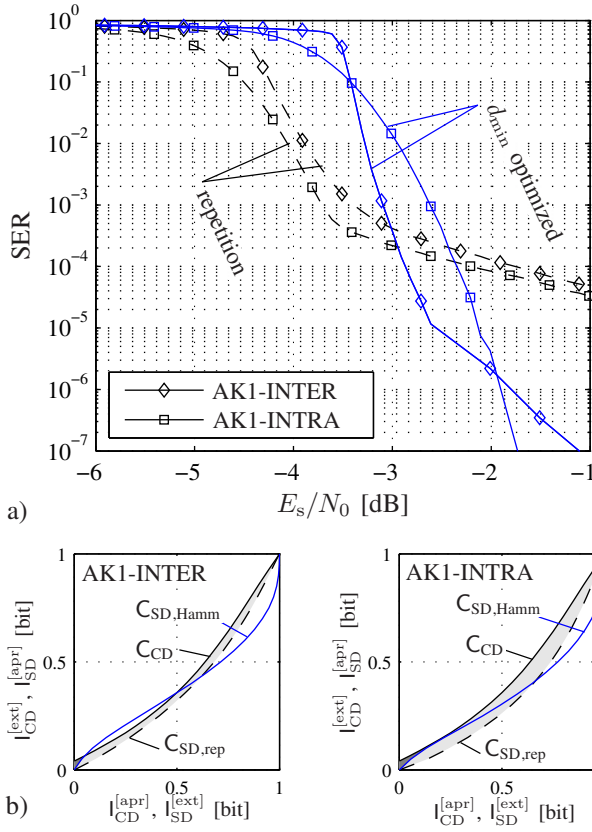 10^0
10^-1
10^-2
10^-3
10^-4
10^-5
10^-6
10^-7
SER
repetition
d_min optimized
AK1-INTER
AK1-INTRA
-6 -5 -4 -3 -2 -1
E_s/N_0 [dB]
a)
AK1-INTER
C_SD,Hamm
C_CD
C_SD,rep
1
0.5
0
0 0.5 1
I_CD^[ext], I_SD^[apr] [bit]
I_CD^[apr], I_SD^[ext] [bit]
AK1-INTRA
C_SD,Hamm
C_CD
C_SD,rep
1
0.5
0
0 0.5
I_CD^[ext], I_SD^[apr] [bit]
I_CD^[apr], I_SD^[ext] [bit]
b)